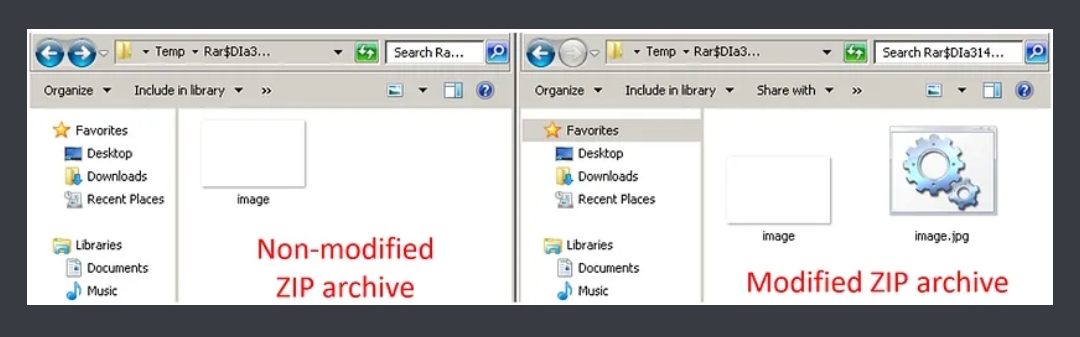 Temp Rar$DIa3... Search Ra...
Organize Include in library »
Favorites
Desktop
Downloads
Recent Places
image
Libraries
Documents
Music
Non-modified
ZIP archive
Temp Rar$DIa3... Search Rar$DIa314...
Organize Include in library Share with »
Favorites
Desktop
Downloads
Recent Places
image
image.jpg
Libraries
Documents
Music
Modified ZIP archive